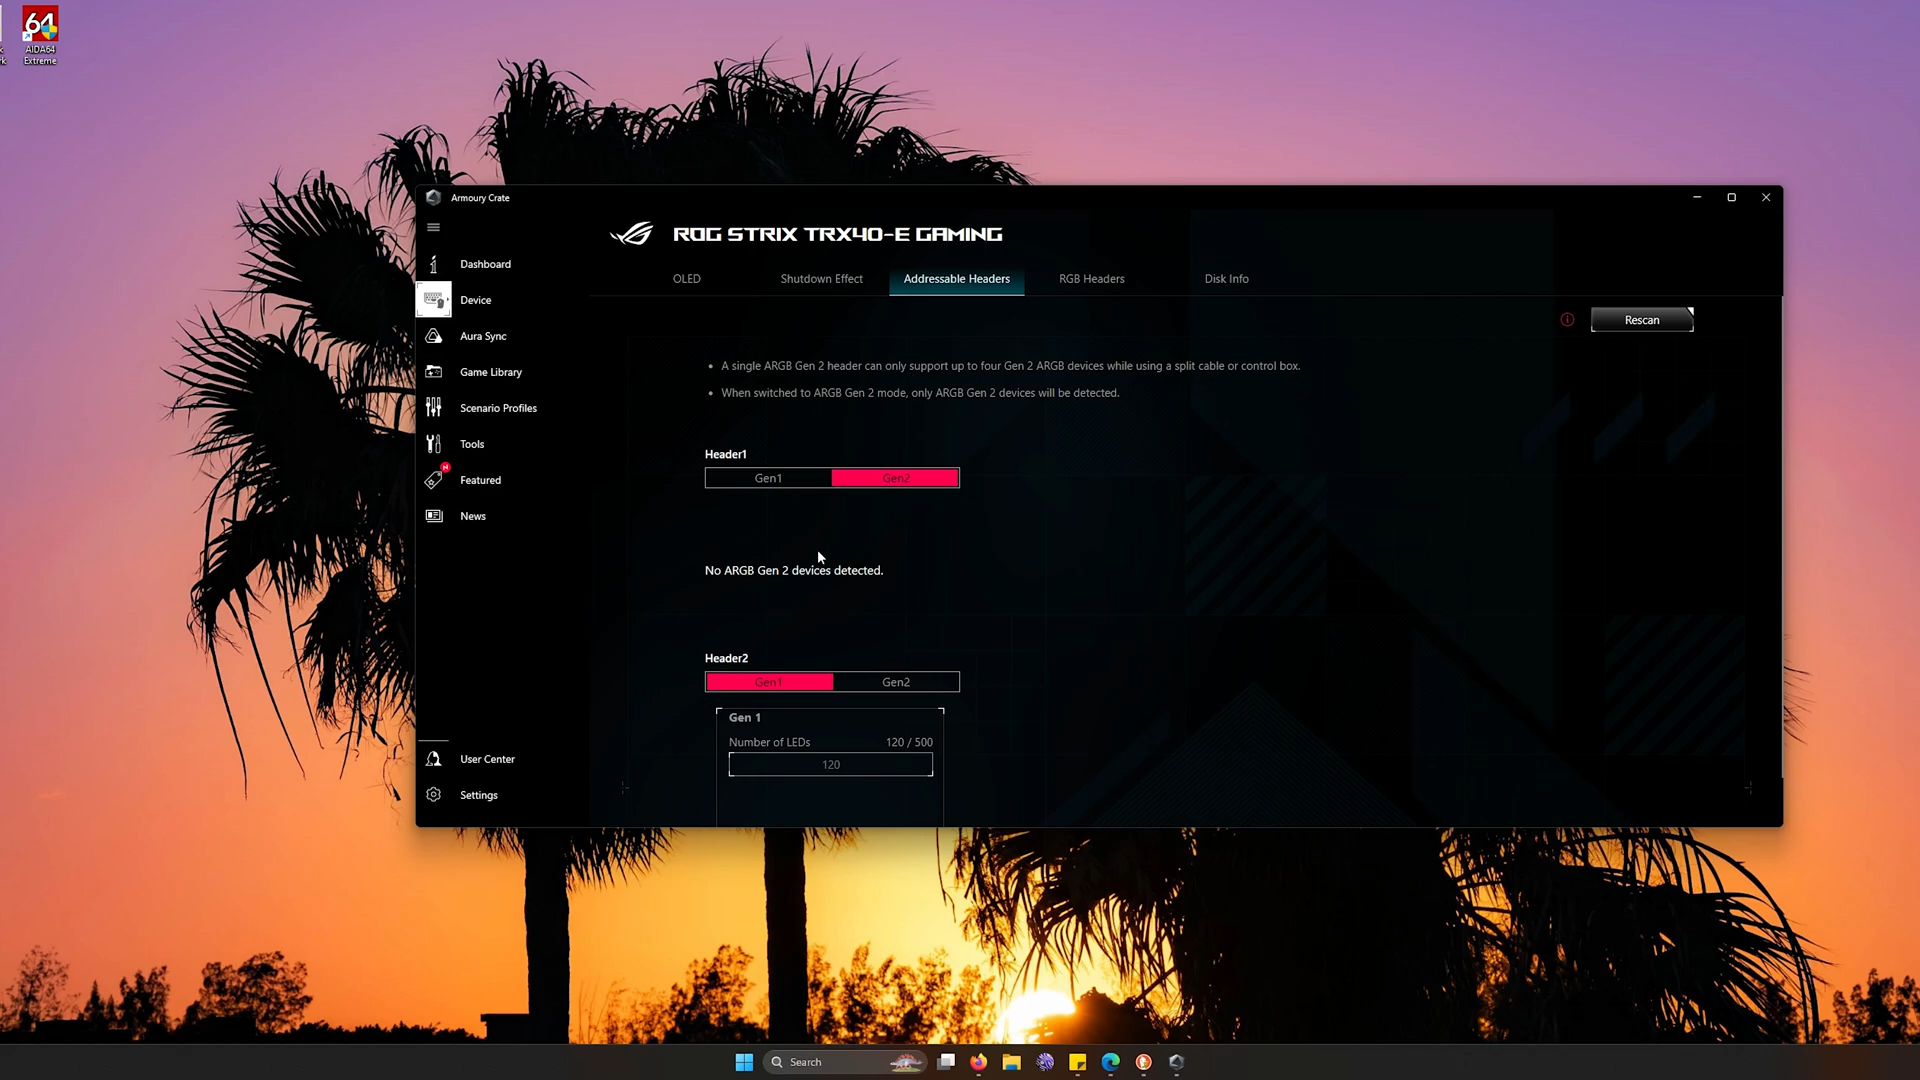 64
AIDA64
Extreme
Armoury Crate
ROG STRIX TRX40-E GAMING
OLED
Shutdown Effect
Addressable Headers
RGB Headers
Disk Info
Rescan
Dashboard
Device
Aura Sync
Game Library
Scenario Profiles
Tools
N
Featured
News
User Center
Settings
• A single ARGB Gen 2 header can only support up to four Gen 2 ARGB devices while using a split cable or control box.
• When switched to ARGB Gen 2 mode, only ARGB Gen 2 devices will be detected.
Header1
Gen1 Gen2
No ARGB Gen 2 devices detected.
Header2
Gen1 Gen2
Gen 1
Number of LEDs 120 / 500
120
Search